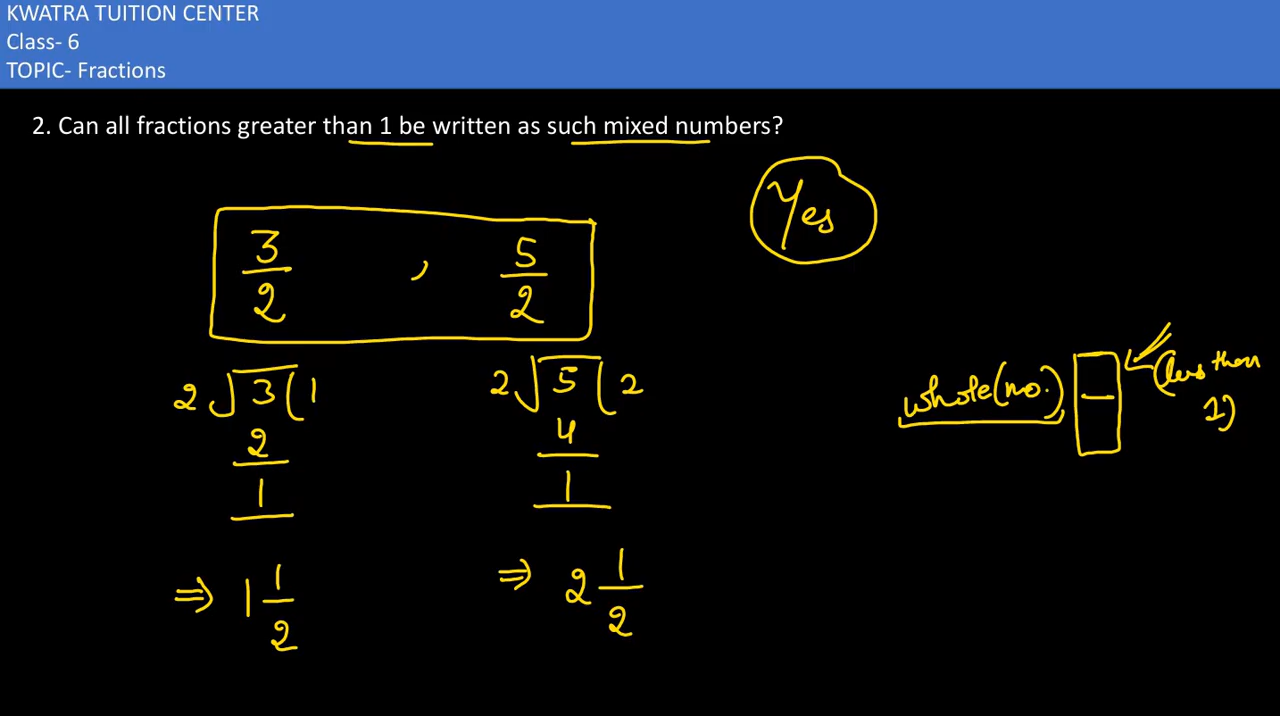 KWATRA TUITION CENTER
Class- 6
TOPIC- Fractions
2. Can all fractions greater than 1 be written as such mixed numbers?
Yes
3/2 , 5/2
2√3(1
2
1
⇒ 1 1/2
2√5(2
4
1
⇒ 2 1/2
whole(no.)
(less than
1)